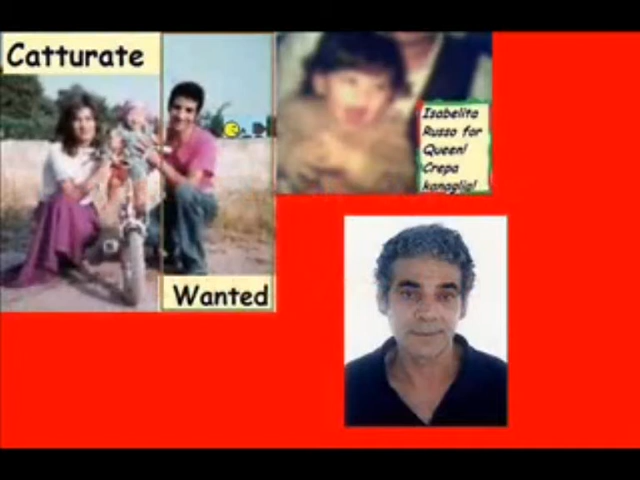 Catturate
Isabelita
Russo for
Queen!
Crepa
kanaglia!
Wanted